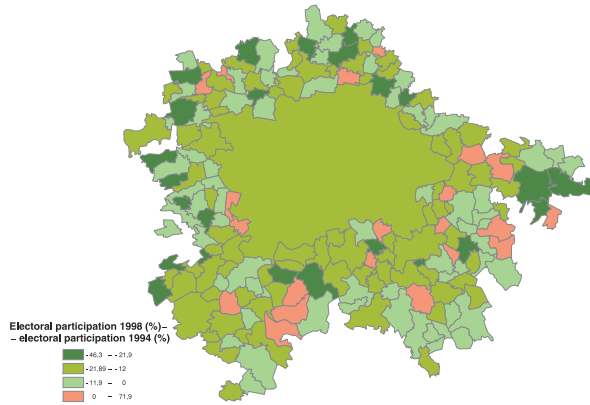 Electoral participation 1998 (%)–
– electoral participation 1994 (%)
-46,3 – -21,9
-21,89 – -12
-11,9 – 0
0 – 71,9